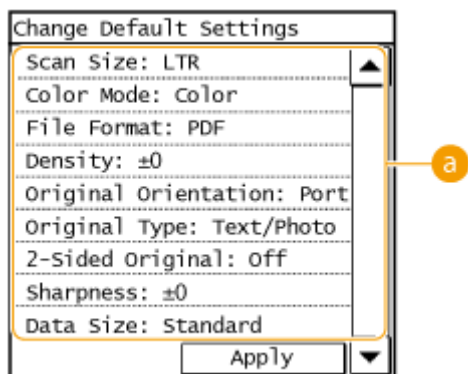 Change Default Settings
Scan Size: LTR
Color Mode: Color
File Format: PDF
Density: ±0
Original Orientation: Port
Original Type: Text/Photo
2-Sided Original: Off
Sharpness: ±0
Data Size: Standard
Apply
a